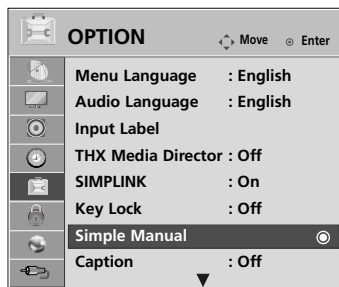 OPTION Move Enter
Menu Language : English
Audio Language : English
Input Label
THX Media Director : Off
SIMPLINK : On
Key Lock : Off
Simple Manual
Caption : Off